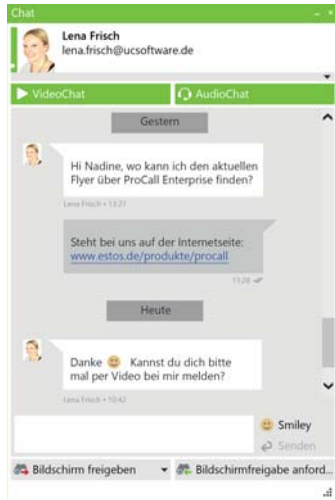 Chat
Lena Frisch
lena.frisch@ucsoftware.de
VideoChat
AudioChat
Gestern
Hi Nadine, wo kann ich den aktuellen
Flyer über ProCall Enterprise finden?
Lena Frisch • 13:27
Steht bei uns auf der Internetseite:
www.estos.de/produkte/procall
13:28
Heute
Danke 😊 Kannst du dich bitte
mal per Video bei mir melden?
Lena Frisch • 10:42
Smiley
Senden
Bildschirm freigeben
Bildschirmfreigabe anford...